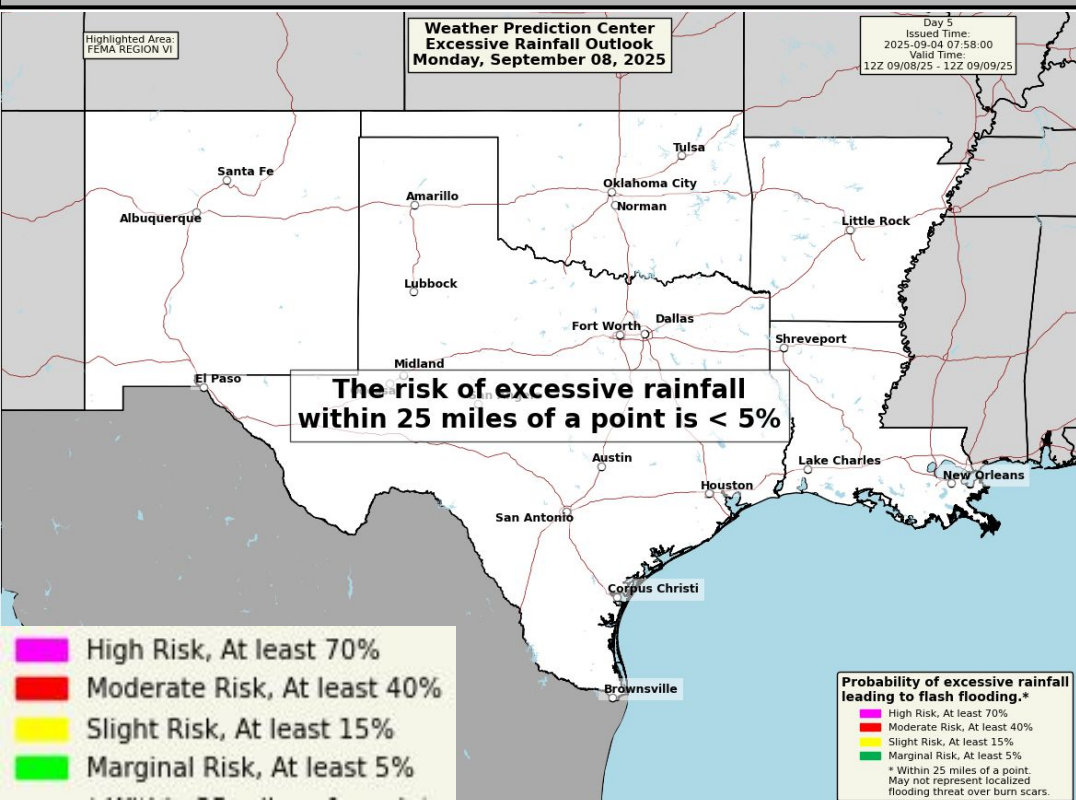 Highlighted Area:
FEMA REGION VI
Weather Prediction Center
Excessive Rainfall Outlook
Monday, September 08, 2025
Day 5
Issued Time:
2025-09-04 07:58:00
Valid Time:
12Z 09/08/25 - 12Z 09/09/25
Tulsa
Santa Fe
Oklahoma City
Amarillo
Norman
Albuquerque
Little Rock
Lubbock
Dallas
Fort Worth
Shreveport
Midland
El Paso
The risk of excessive rainfall
within 25 miles of a point is < 5%
Austin
Lake Charles
New Orleans
Houston
San Antonio
Corpus Christi
Brownsville
High Risk, At least 70%
Moderate Risk, At least 40%
Slight Risk, At least 15%
Marginal Risk, At least 5%
Probability of excessive rainfall
leading to flash flooding.*
High Risk, At least 70%
Moderate Risk, At least 40%
Slight Risk, At least 15%
Marginal Risk, At least 5%
* Within 25 miles of a point.
May not represent localized
flooding threat over burn scars.